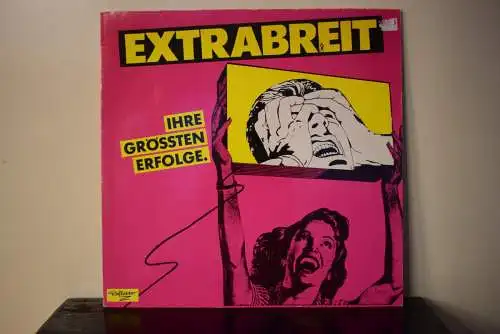 EXTRABREIT
IHRE
GRÖSSTEN
ERFOLGE.